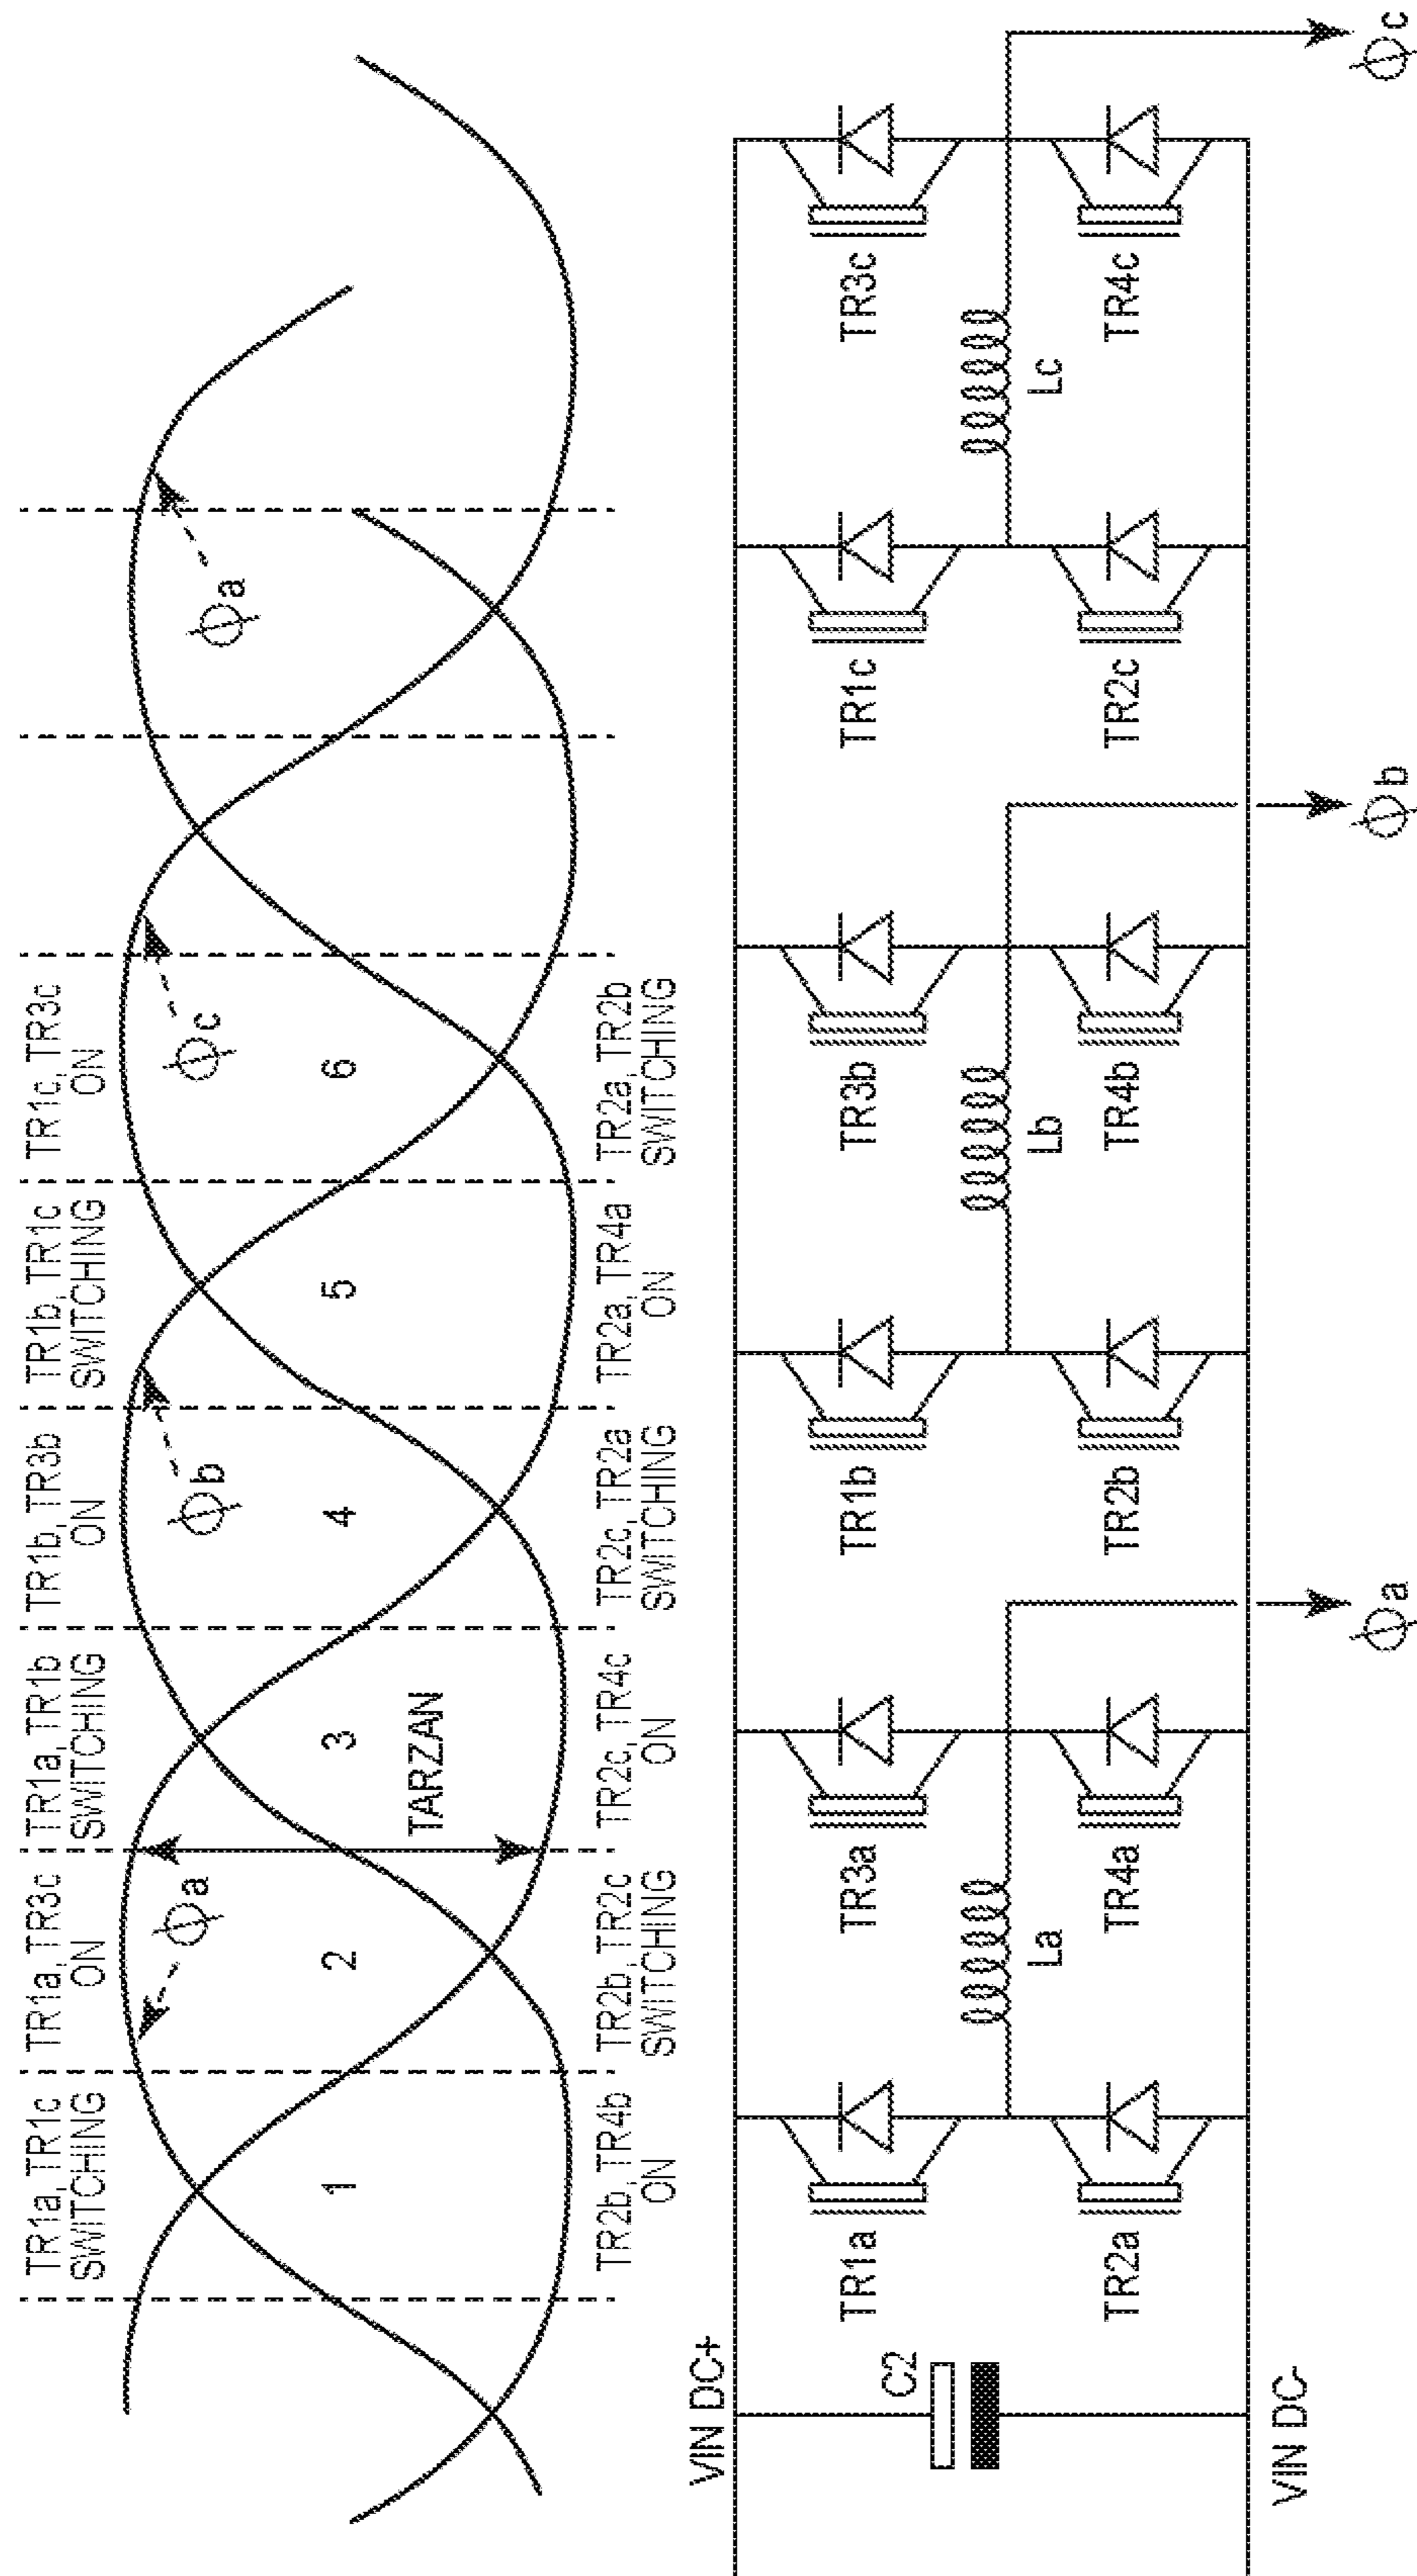 TR1a, TR1c
SWITCHING
TR1a, TR3c
ON
TR1a, TR1b
SWITCHING
TR1b, TR3b
ON
TR1b, TR1c
SWITCHING
TR1c, TR3c
ON
ϕa
ϕb
ϕc
ϕa
1
2
3
4
5
6
TARZAN
TR2b, TR4b
ON
TR2b, TR2c
SWITCHING
TR2c, TR4c
ON
TR2c, TR2a
SWITCHING
TR2a, TR4a
ON
TR2a, TR2b
SWITCHING
VIN DC+
C2
TR1a
TR3a
TR1b
TR3b
TR1c
TR3c
La
Lb
Lc
TR2a
TR4a
TR2b
TR4b
TR2c
TR4c
VIN DC-
ϕa
ϕb
ϕc